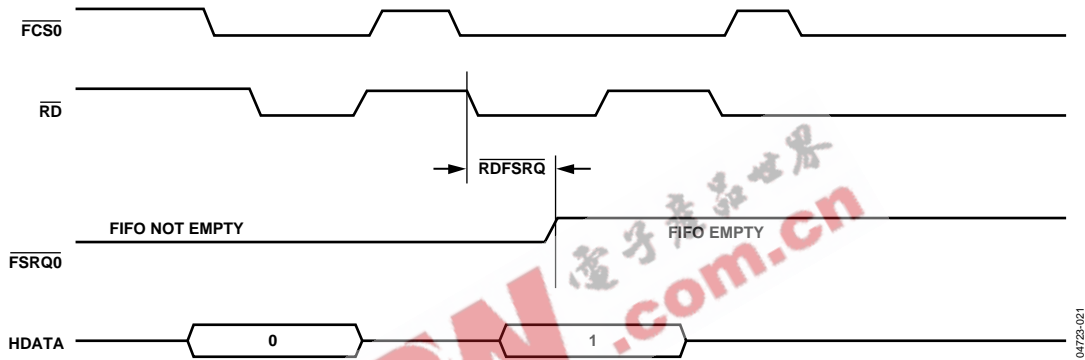 FCS0
RD
RDFSRQ
FIFO NOT EMPTY
FIFO EMPTY
FSRQ0
HDATA
0
1
電子產品世界
.com.cn
04723-021